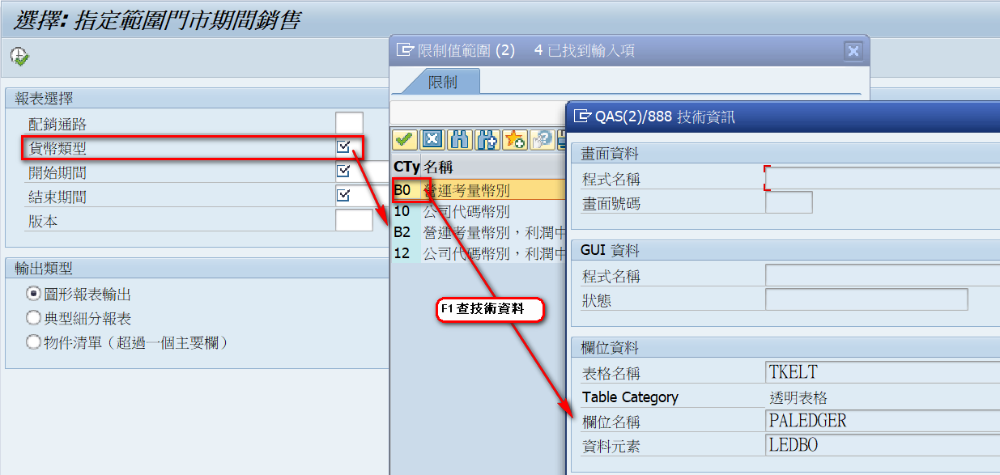 選擇: 指定範圍門市期間銷售
報表選擇
配銷通路
貨幣類型
開始期間
結束期間
版本
輸出類型
圖形報表輸出
典型細分報表
物件清單（超過一個主要欄）
限制值範圍 (2) 4 已找到輸入項
限制
CTy 名稱
B0 營運考量幣別
10 公司代碼幣別
B2 營運考量幣別，利潤中
12 公司代碼幣別，利潤中
F1查技術資料
QAS(2)/888 技術資訊
畫面資料
程式名稱
畫面號碼
GUI 資料
程式名稱
狀態
欄位資料
表格名稱 TKELT
Table Category 透明表格
欄位名稱 PALEDGER
資料元素 LEDBO